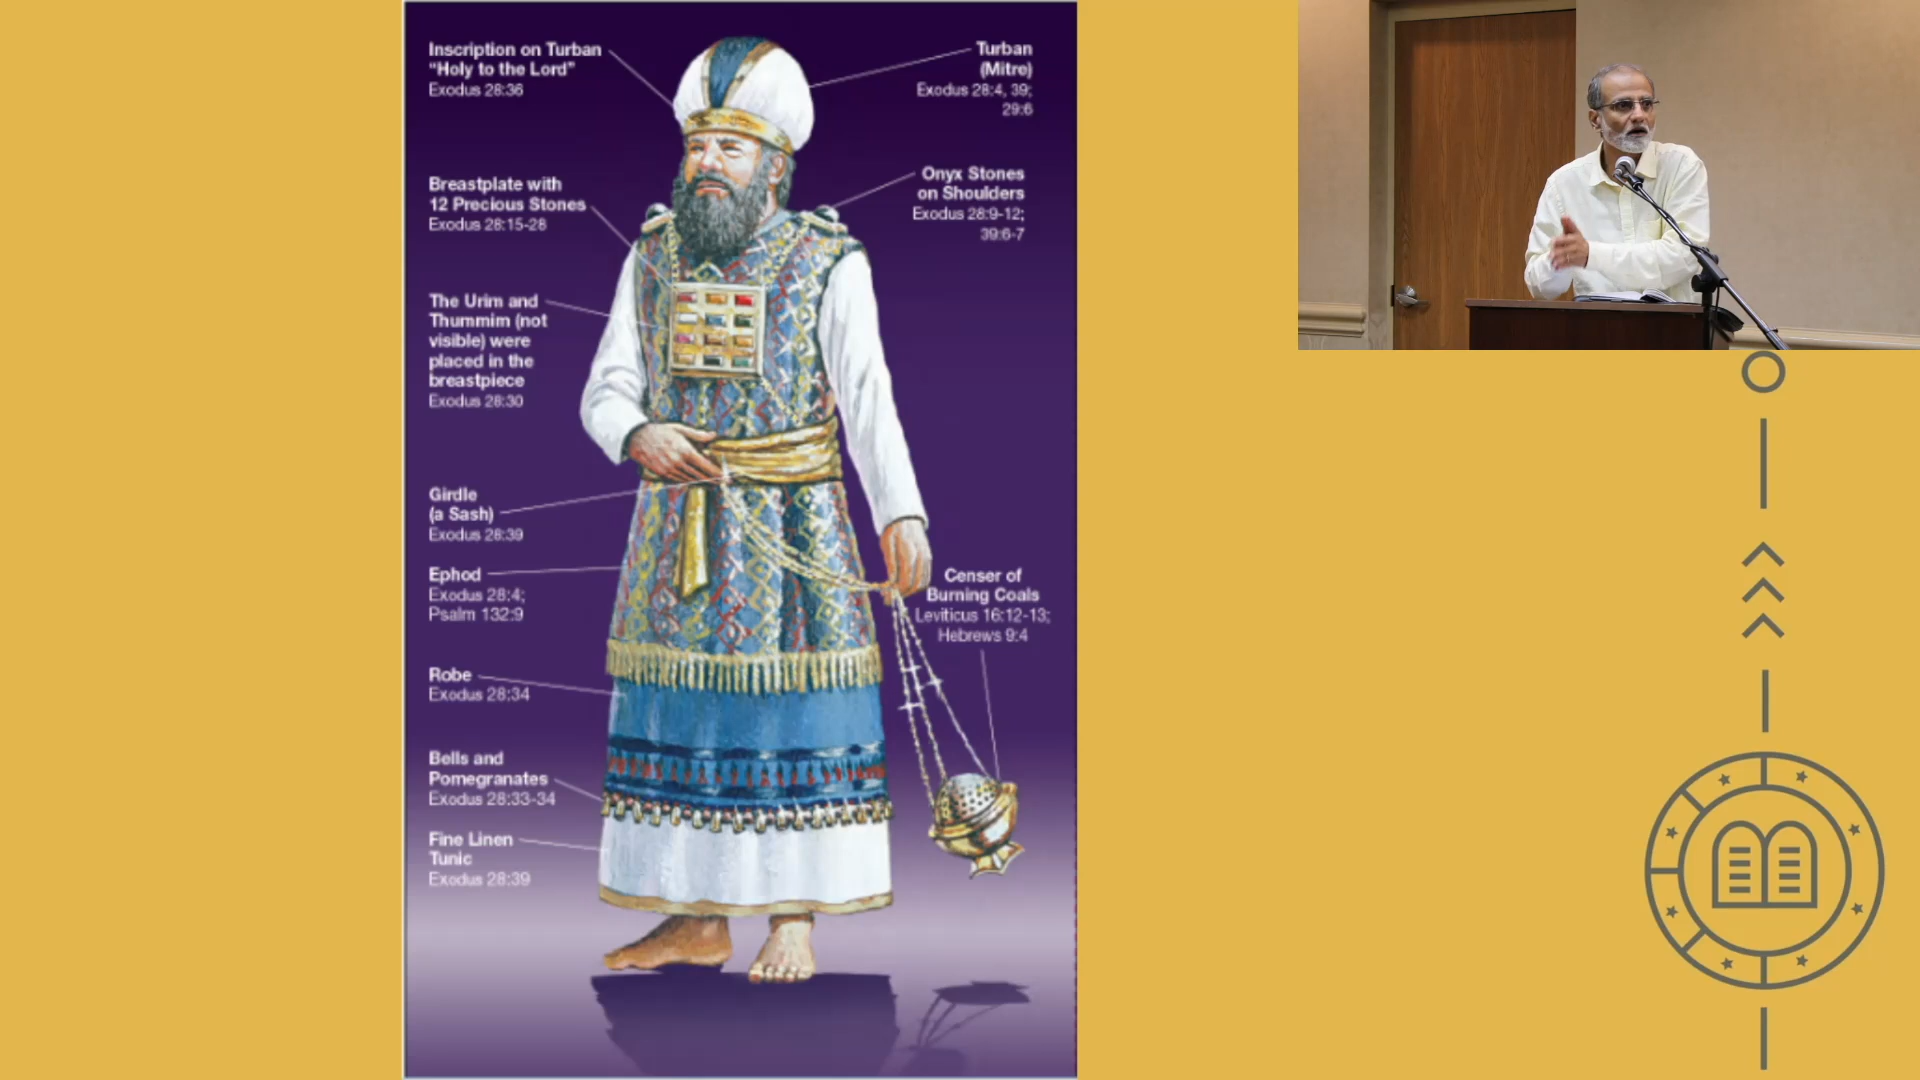 Inscription on Turban
"Holy to the Lord"
Exodus 28:36
Turban
(Mitre)
Exodus 28:4, 39;
29:6
Breastplate with
12 Precious Stones
Exodus 28:15-28
Onyx Stones
on Shoulders
Exodus 28:9-12;
39:6-7
The Urim and
Thummim (not
visible) were
placed in the
breastpiece
Exodus 28:30
Girdle
(a Sash)
Exodus 28:39
Ephod
Exodus 28:4;
Psalm 132:9
Censer of
Burning Coals
Leviticus 16:12-13;
Hebrews 9:4
Robe
Exodus 28:34
Bells and
Pomegranates
Exodus 28:33-34
Fine Linen
Tunic
Exodus 28:39